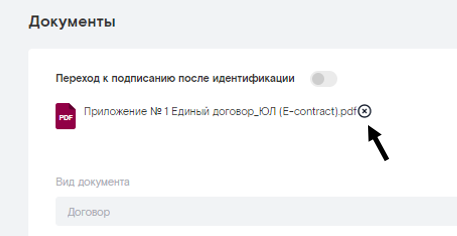 Документы
Переход к подписанию после идентификации
PDF
Приложение № 1 Единый договор_ЮЛ (E-contract).pdf
Вид документа
Договор